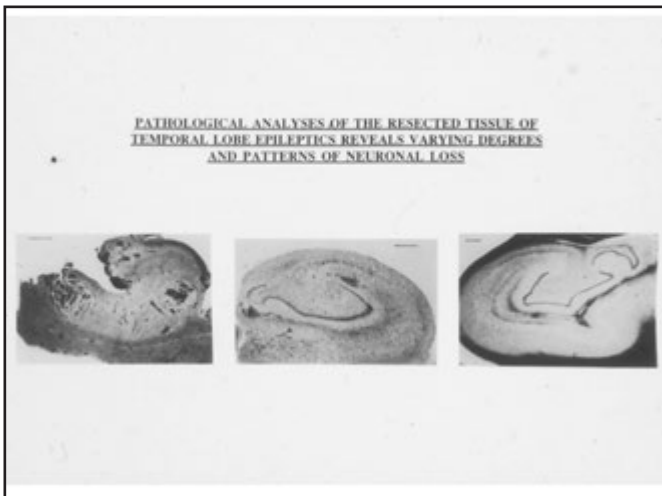 PATHOLOGICAL ANALYSES OF THE RESECTED TISSUE OF
TEMPORAL LOBE EPILEPTICS REVEALS VARYING DEGREES
AND PATTERNS OF NEURONAL LOSS